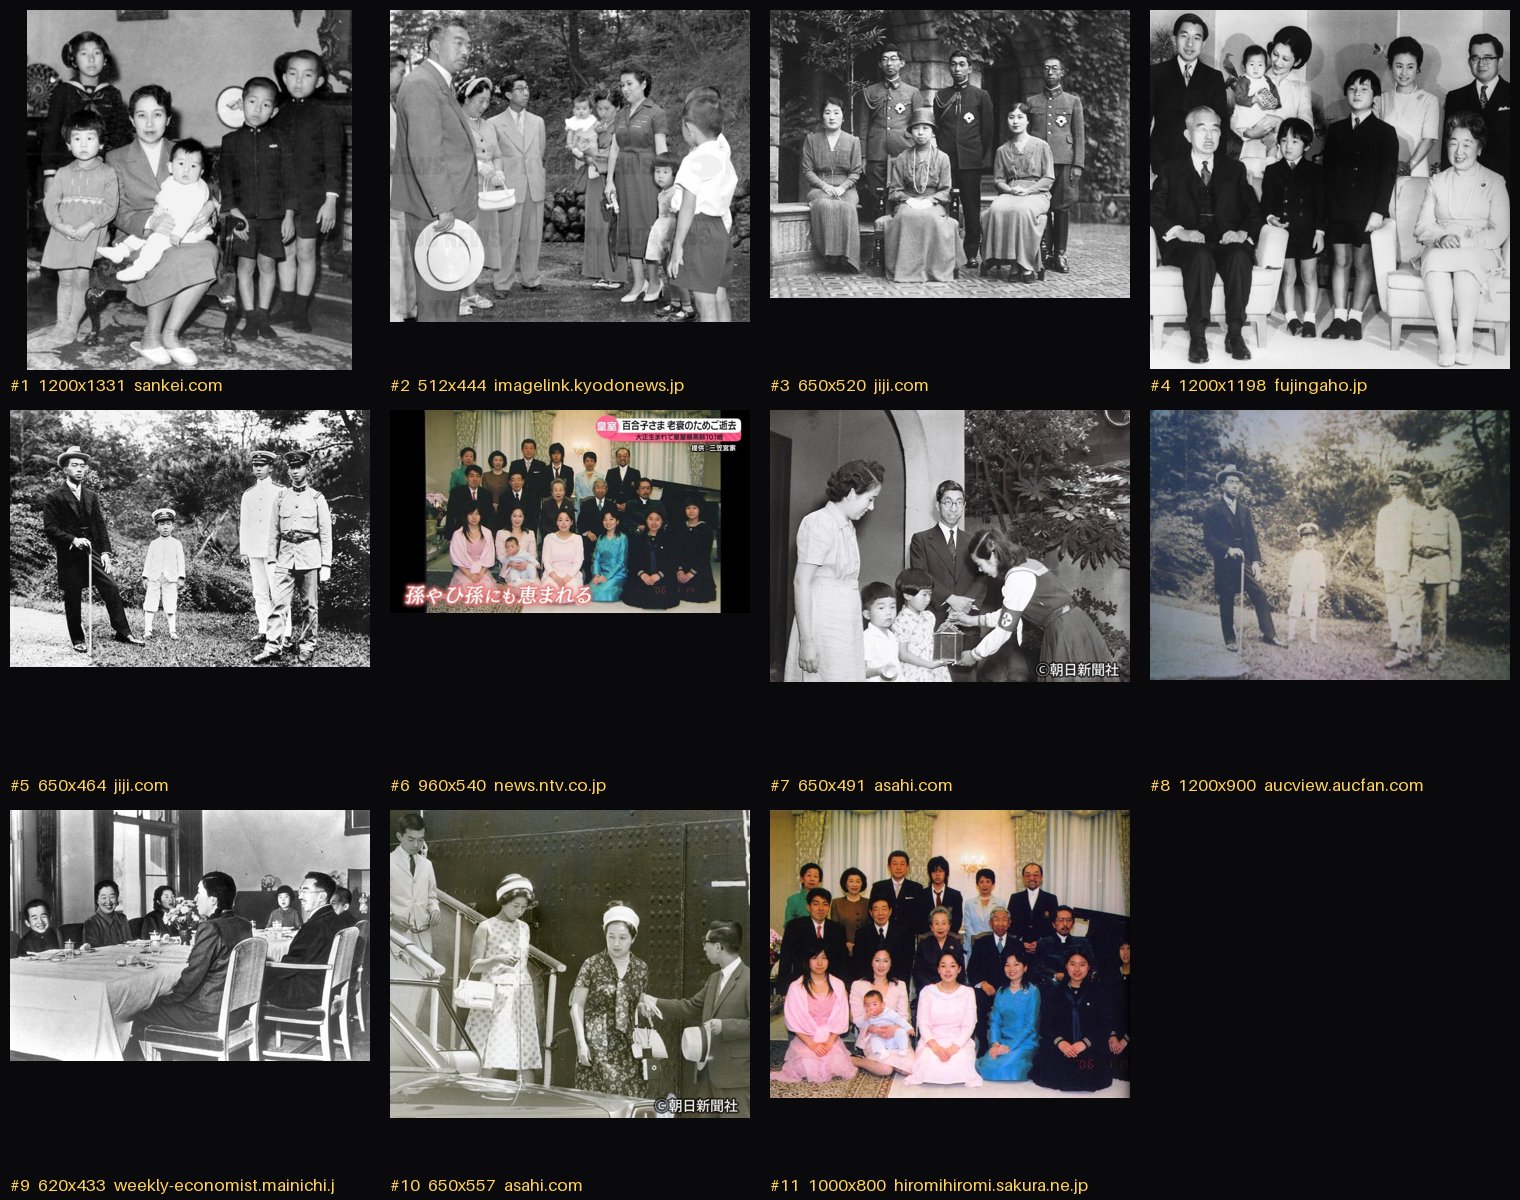 #1 1200x1331 sankei.com
#2 512x444 imagelink.kyodonews.jp
#3 650x520 jiji.com
#4 1200x1198 fujingaho.jp
皇室
百合子さま 老衰のためご逝去
大正生まれで皇室最高齢101歳
提供:三笠宮家
孫やひ孫にも恵まれる
©朝日新聞社
#5 650x464 jiji.com
#6 960x540 news.ntv.co.jp
#7 650x491 asahi.com
#8 1200x900 aucview.aucfan.com
©朝日新聞社
#9 620x433 weekly-economist.mainichi.j
#10 650x557 asahi.com
#11 1000x800 hiromihiromi.sakura.ne.jp